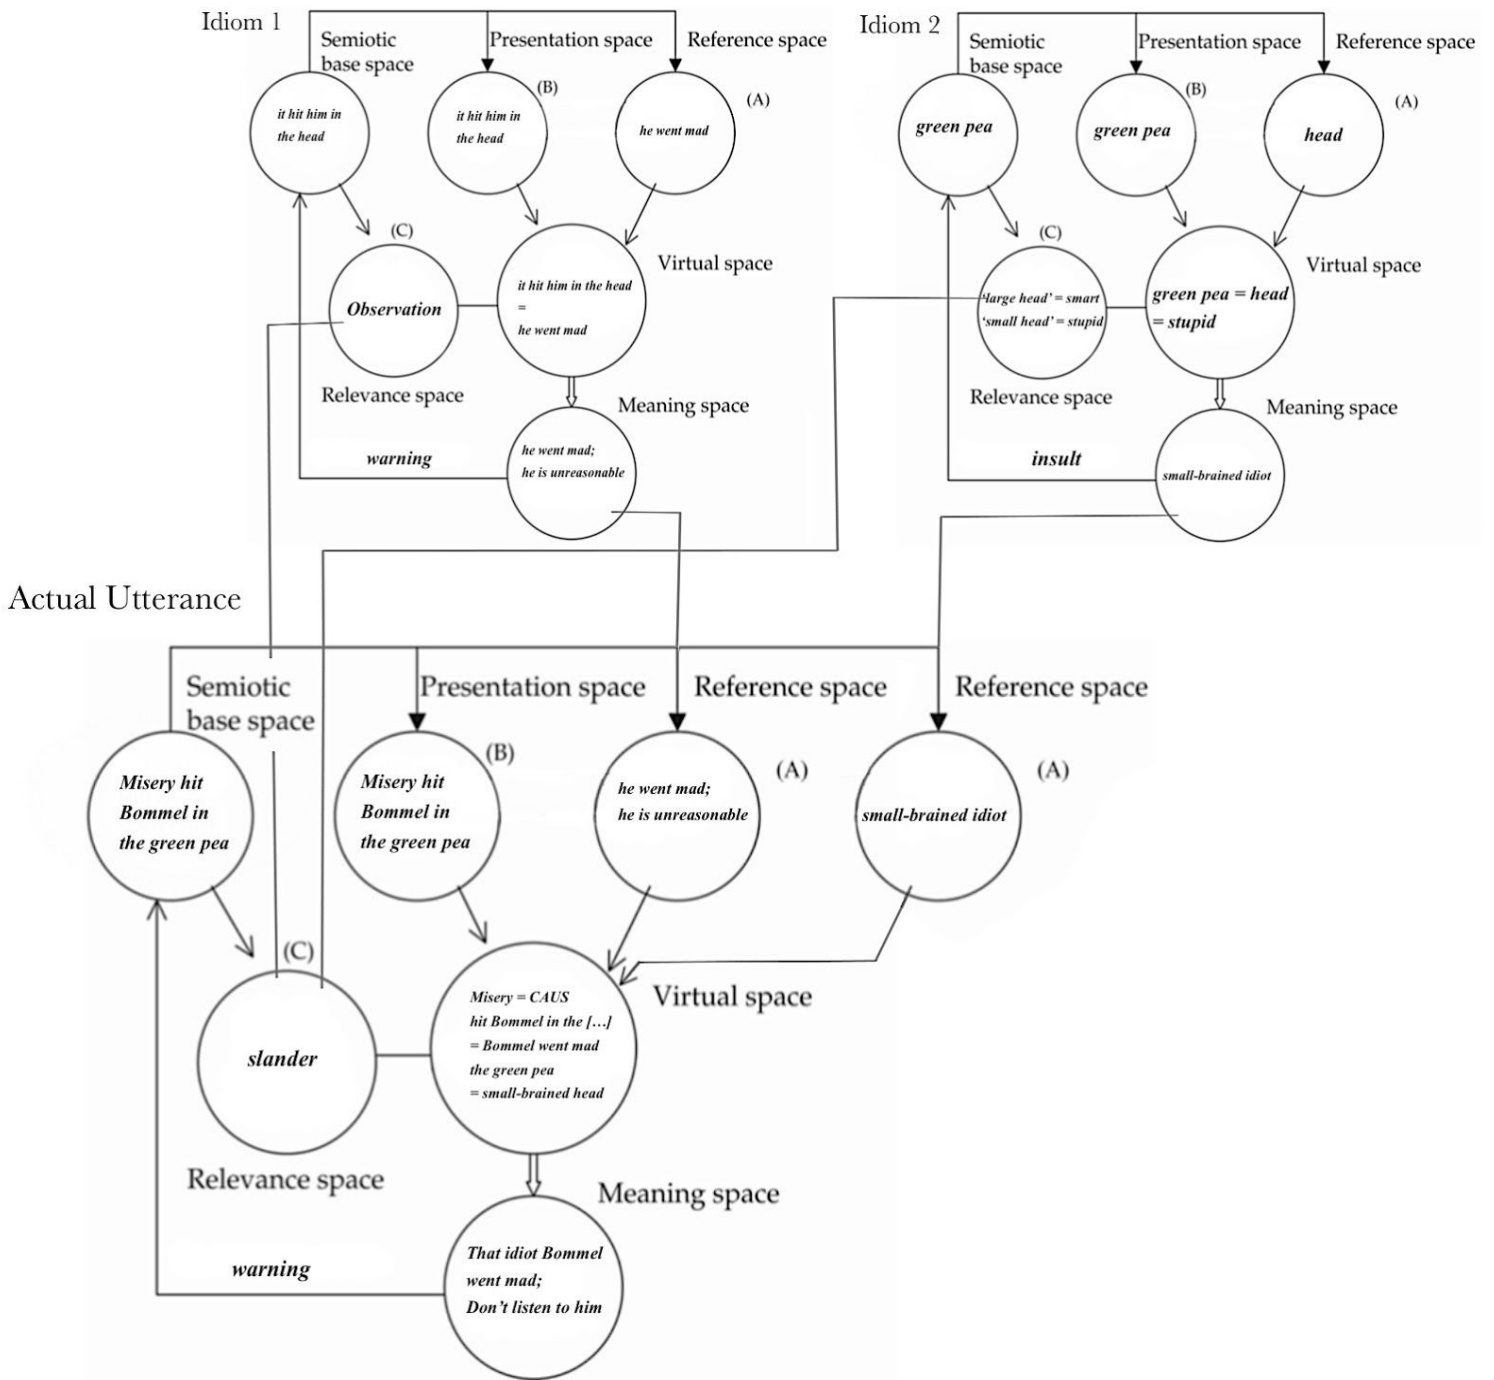 Idiom 1
Semiotic
base space
Presentation space
Reference space
(B)
(A)
it hit him in
the head
it hit him in
the head
he went mad
(C)
Observation
Virtual space
it hit him in the head
=
he went mad
Relevance space
Meaning space
he went mad;
he is unreasonable
warning
Idiom 2
Semiotic
base space
Presentation space
Reference space
(B)
(A)
green pea
green pea
head
(C)
'large head' = smart
'small head' = stupid
Virtual space
green pea = head
= stupid
Relevance space
Meaning space
small-brained idiot
insult
Actual Utterance
Semiotic
base space
Presentation space
Reference space
Reference space
(B)
(A)
(A)
Misery hit
Bommel in
the green pea
Misery hit
Bommel in
the green pea
he went mad;
he is unreasonable
small-brained idiot
(C)
slander
Virtual space
Misery = CAUS
hit Bommel in the [...]
= Bommel went mad
the green pea
= small-brained head
Relevance space
Meaning space
That idiot Bommel
went mad;
Don't listen to him
warning